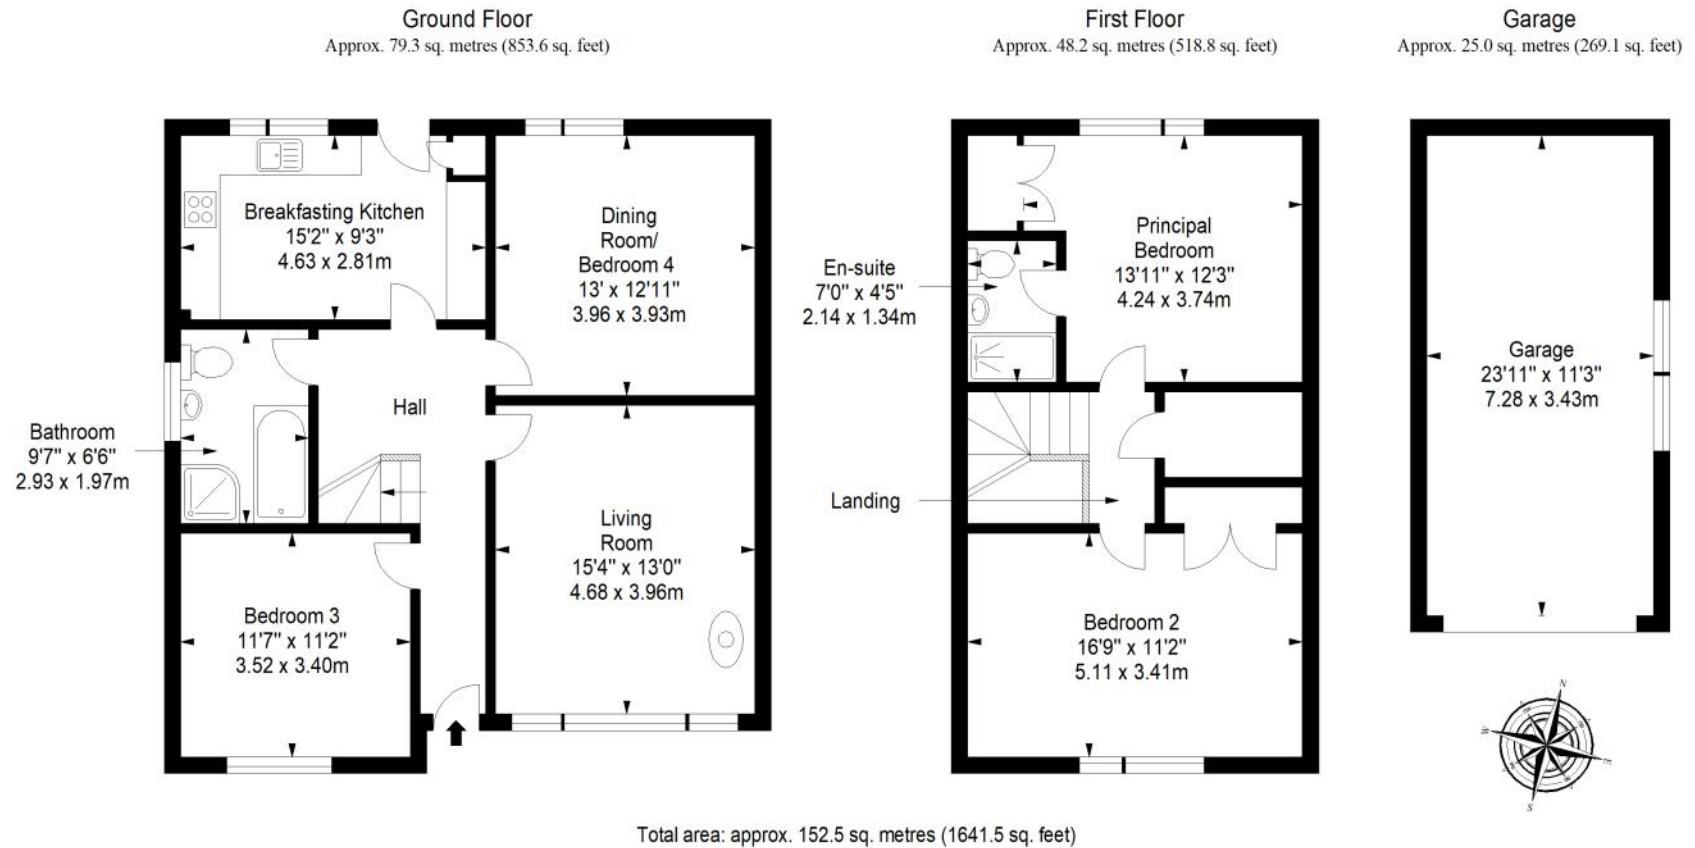 Ground Floor
Approx. 79.3 sq. metres (853.6 sq. feet)
First Floor
Approx. 48.2 sq. metres (518.8 sq. feet)
Garage
Approx. 25.0 sq. metres (269.1 sq. feet)
Breakfasting Kitchen
15'2" x 9'3"
4.63 x 2.81m
Dining
Room/
Bedroom 4
13' x 12'11"
3.96 x 3.93m
Bathroom
9'7" x 6'6"
2.93 x 1.97m
Hall
Living
Room
15'4" x 13'0"
4.68 x 3.96m
Bedroom 3
11'7" x 11'2"
3.52 x 3.40m
En-suite
7'0" x 4'5"
2.14 x 1.34m
Principal
Bedroom
13'11" x 12'3"
4.24 x 3.74m
Landing
Bedroom 2
16'9" x 11'2"
5.11 x 3.41m
Garage
23'11" x 11'3"
7.28 x 3.43m
N
W
E
S
Total area: approx. 152.5 sq. metres (1641.5 sq. feet)